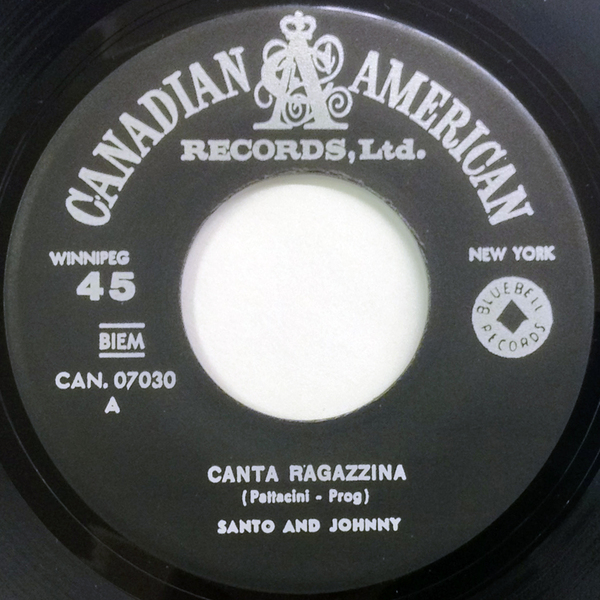 CANADIAN AMERICAN
RECORDS, Ltd.
WINNIPEG
45
NEW YORK
BLUEBELL RECORDS
BIEM
CAN. 07030
A
CANTA RAGAZZINA
(Paltacini - Prog)
SANTO AND JOHNNY